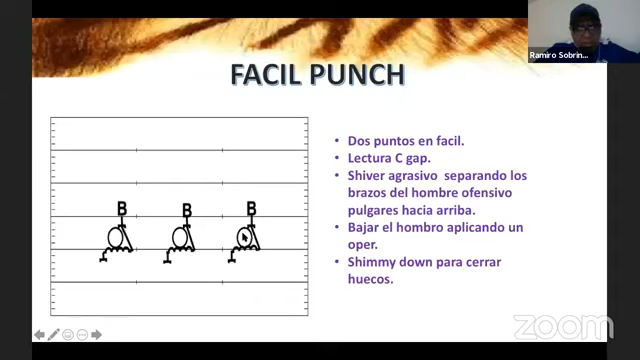 Ramiro Sobrin...
FACIL PUNCH
B B B
• Dos puntos en facil.
• Lectura C gap.
• Shiver agrasivo separando los
brazos del hombre ofensivo
pulgares hacia arriba.
• Bajar el hombro aplicando un
oper.
• Shimmy down para cerrar
huecos.
zoom